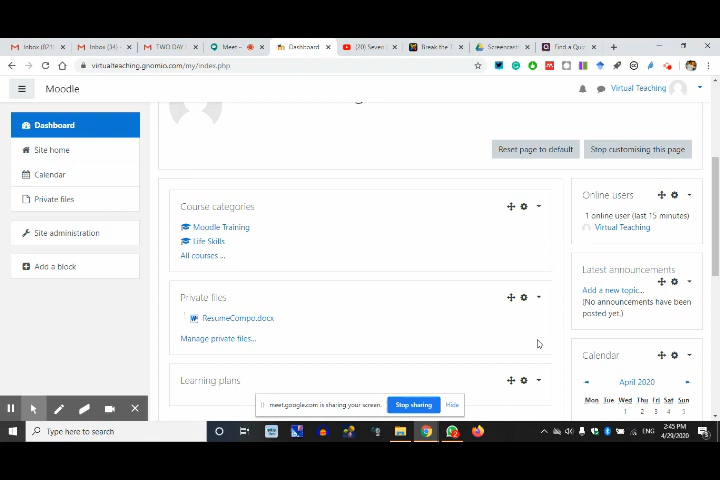 Inbox (821)
Inbox (34) -
TWO DAY
Meet –
Dashboard
(20) Seven
Break the
Screencast
Find a Quiz
virtualteaching.gnomio.com/my/index.php
Moodle
Virtual Teaching
Dashboard
Site home
Calendar
Private files
Site administration
Add a block
Reset page to default
Stop customising this page
Course categories
Moodle Training
Life Skills
All courses ...
Private files
ResumeCompo.docx
Manage private files...
Learning plans
Online users
1 online user (last 15 minutes)
Virtual Teaching
Latest announcements
Add a new topic...
(No announcements have been
posted yet.)
Calendar
April 2020
Mon Tue Wed Thu Fri Sat Sun
1 2 3 4 5
meet.google.com is sharing your screen.
Stop sharing
Hide
Type here to search
ENG
2:45 PM
4/29/2020